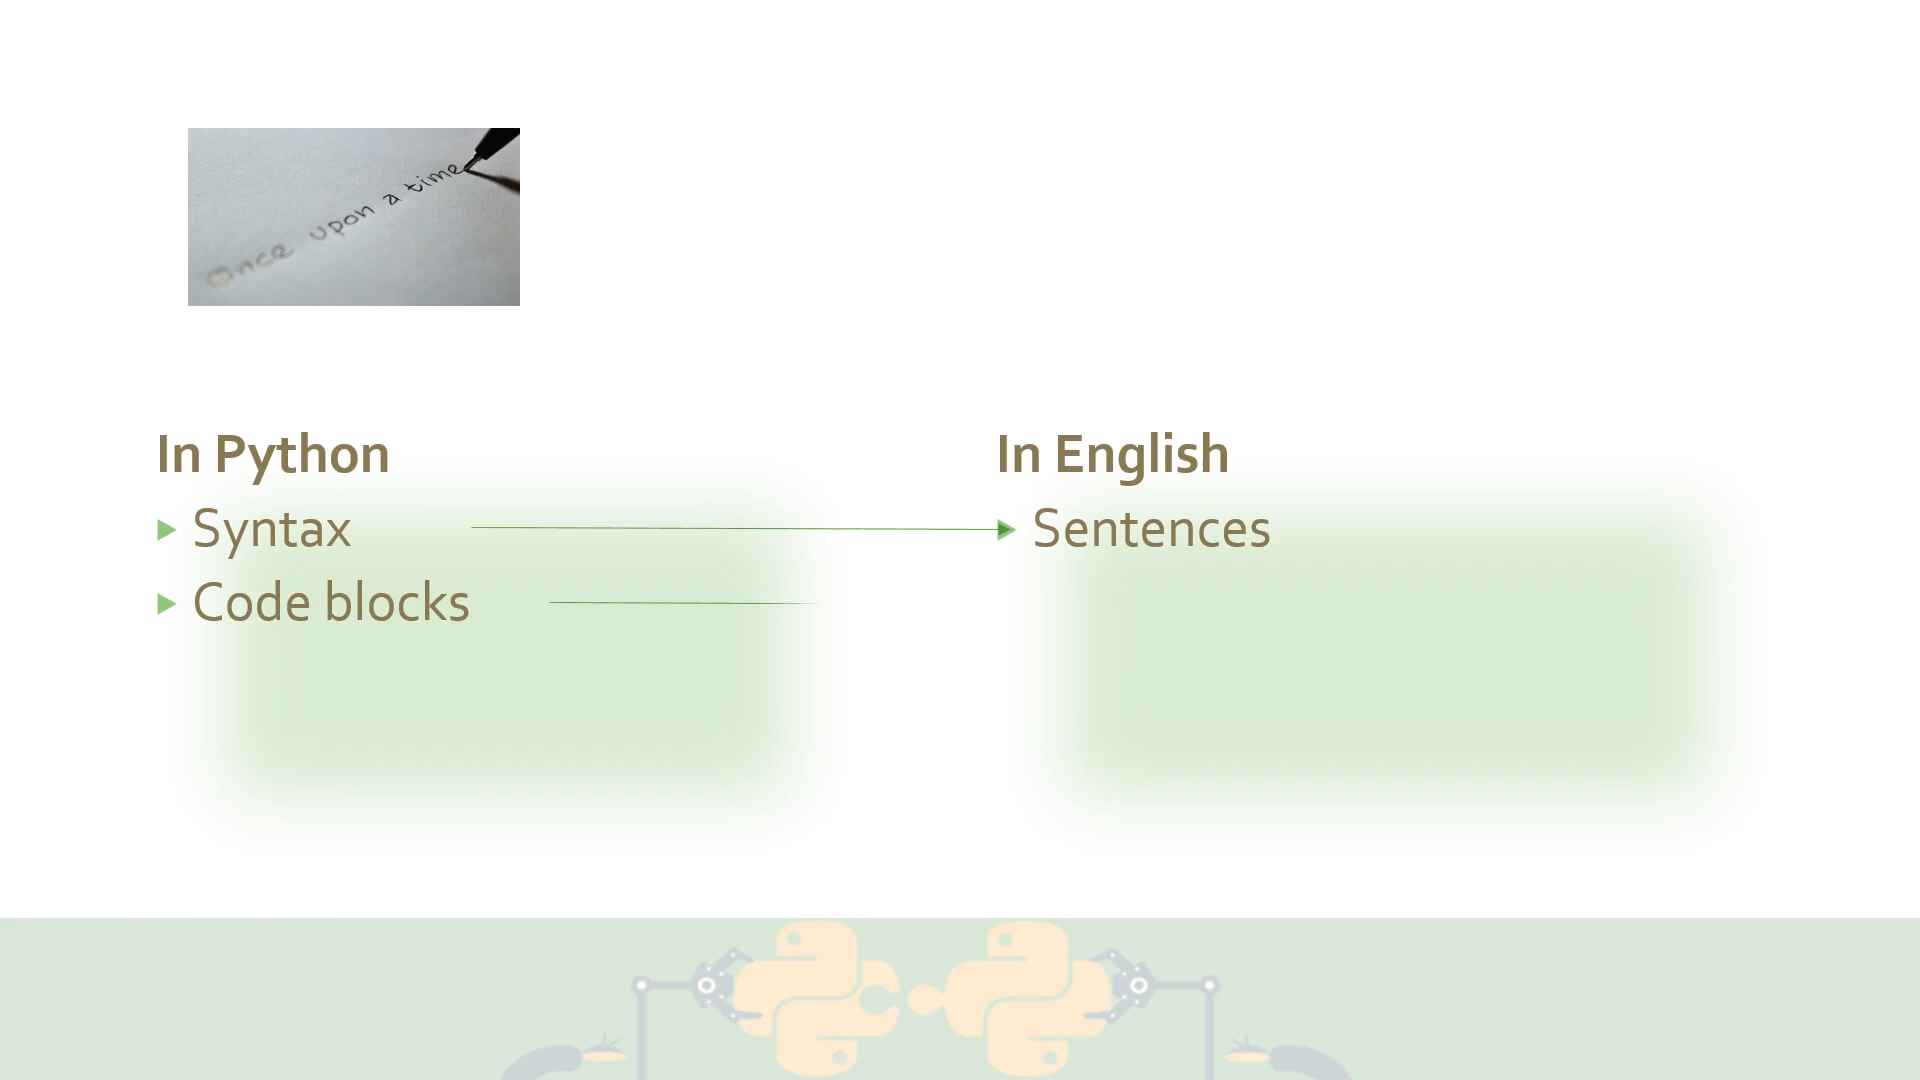 Once upon a time
In Python
Syntax
Code blocks
In English
Sentences